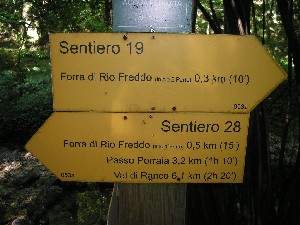 Sentiero 19
Forra di Rio Freddo 0,3 km (10')
Sentiero 28
Forra di Rio Freddo 0,5 km (15')
Passo Porraia 3,2 km (1h 10')
Val di Ranco 6,1 km (2h 20')